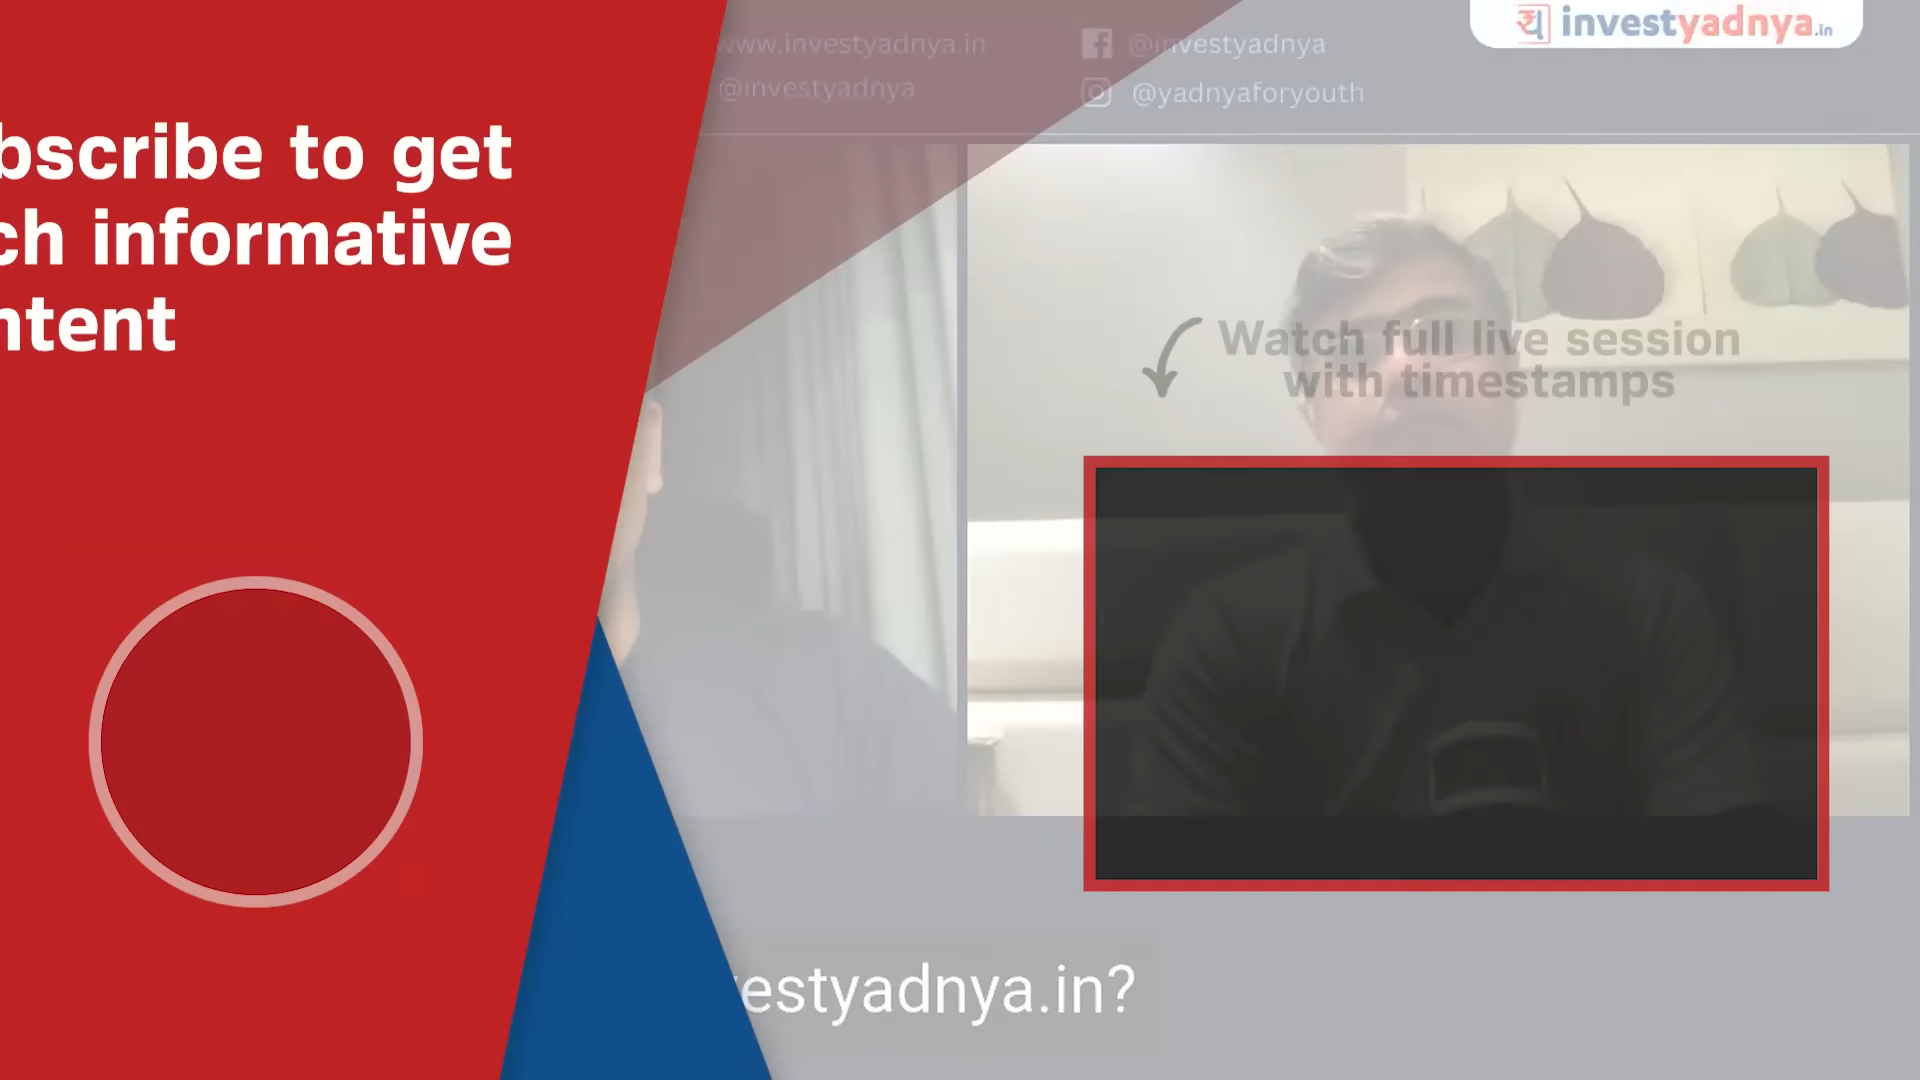 www.investyadnya.in
@investyadnya
@investyadnya
@yadnyaforyouth
investyadnya.in
bscribe to get
ch informative
ntent
Watch full live session
with timestamps
estyadnya.in?